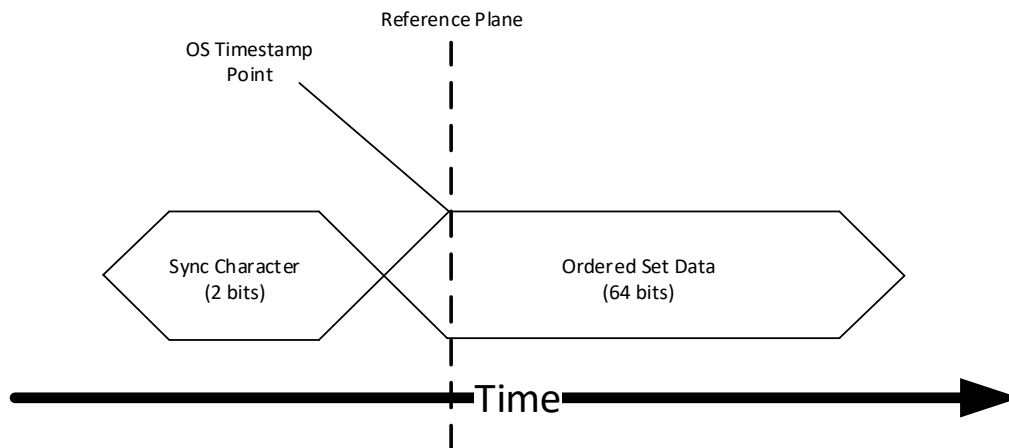 Reference Plane
OS Timestamp
Point
Sync Character
(2 bits)
Ordered Set Data
(64 bits)
Time